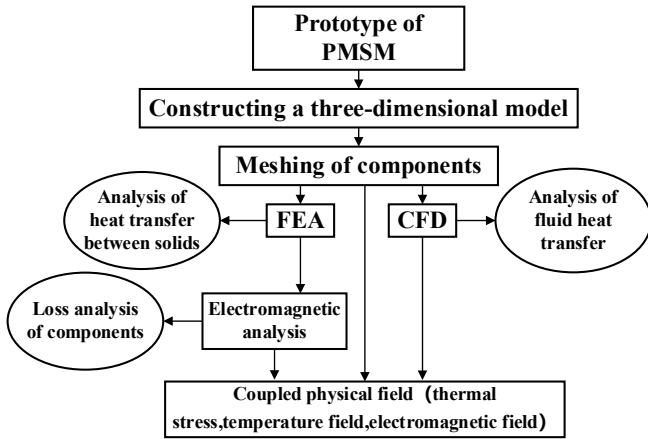 Prototype of
PMSM
Constructing a three-dimensional model
Meshing of components
Analysis of
heat transfer
between solids
FEA
CFD
Analysis of
fluid heat
transfer
Loss analysis
of components
Electromagnetic
analysis
Coupled physical field（thermal
stress,temperature field,electromagnetic field）